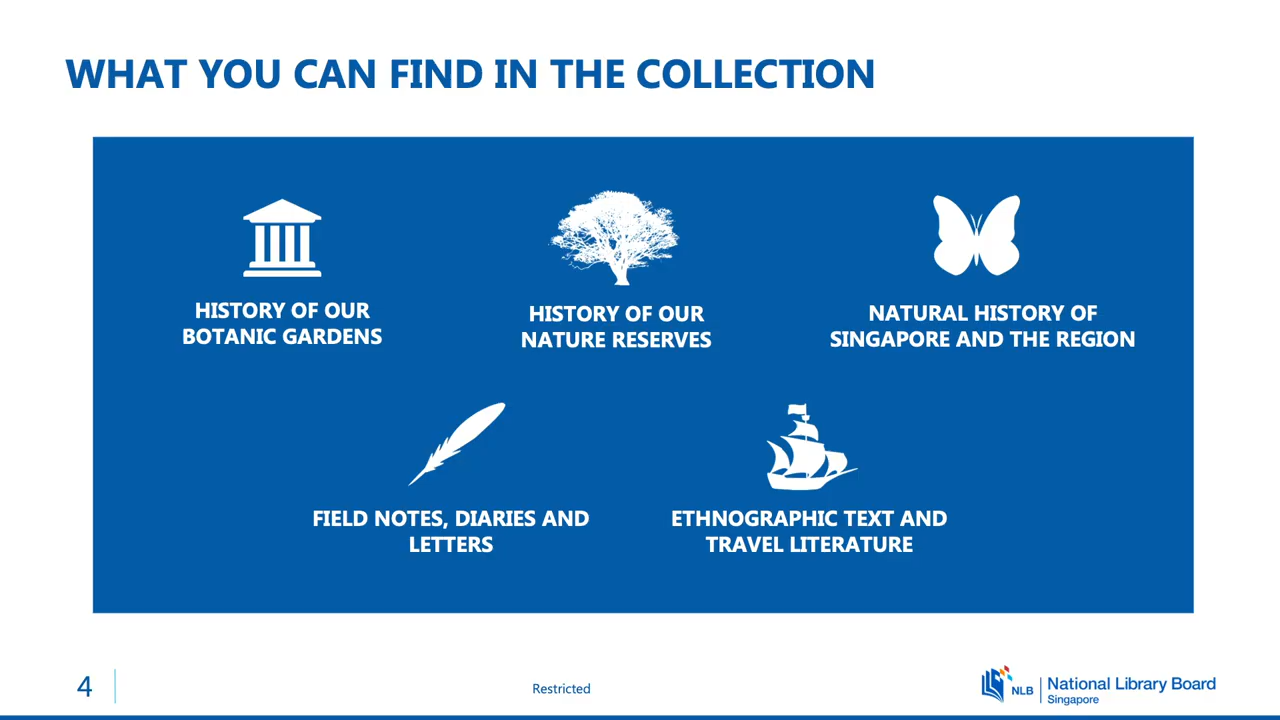 WHAT YOU CAN FIND IN THE COLLECTION
HISTORY OF OUR
BOTANIC GARDENS
HISTORY OF OUR
NATURE RESERVES
NATURAL HISTORY OF
SINGAPORE AND THE REGION
FIELD NOTES, DIARIES AND
LETTERS
ETHNOGRAPHIC TEXT AND
TRAVEL LITERATURE
4
Restricted
NLB
National Library Board
Singapore